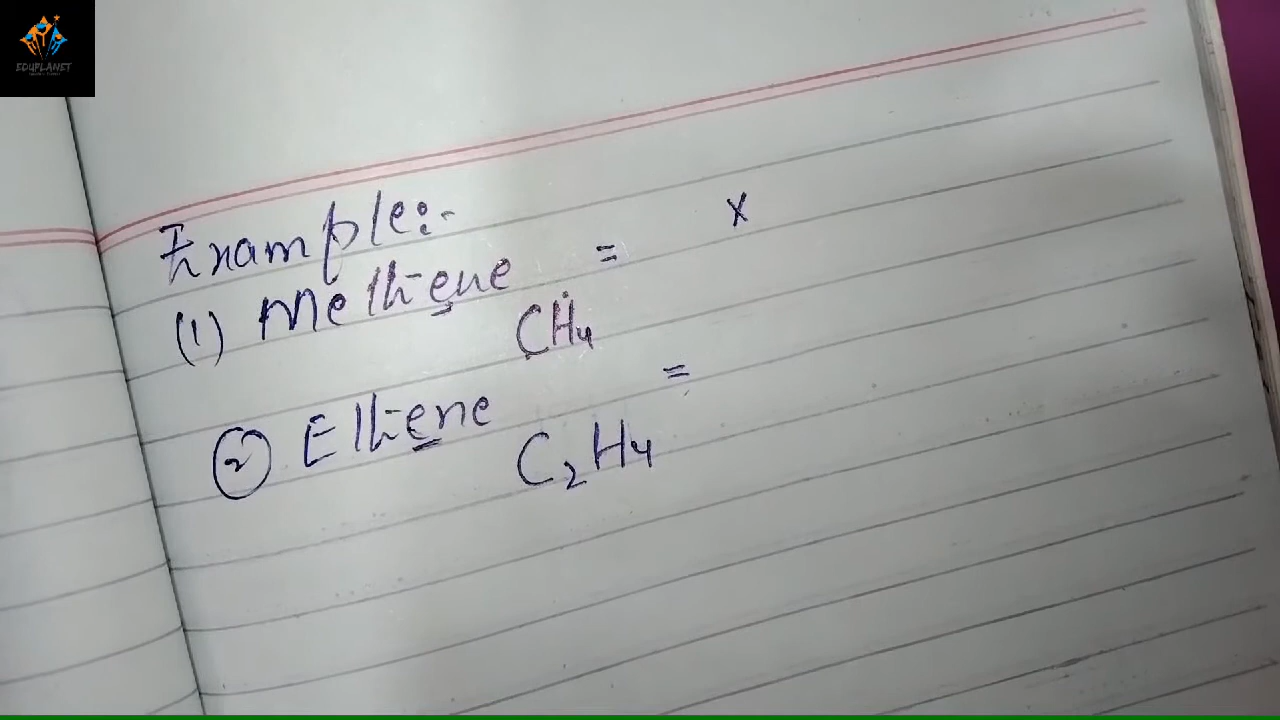 EDUPLANET
Example:-
(1) Methene = x
CH4
(2) Ethene =
C2H4